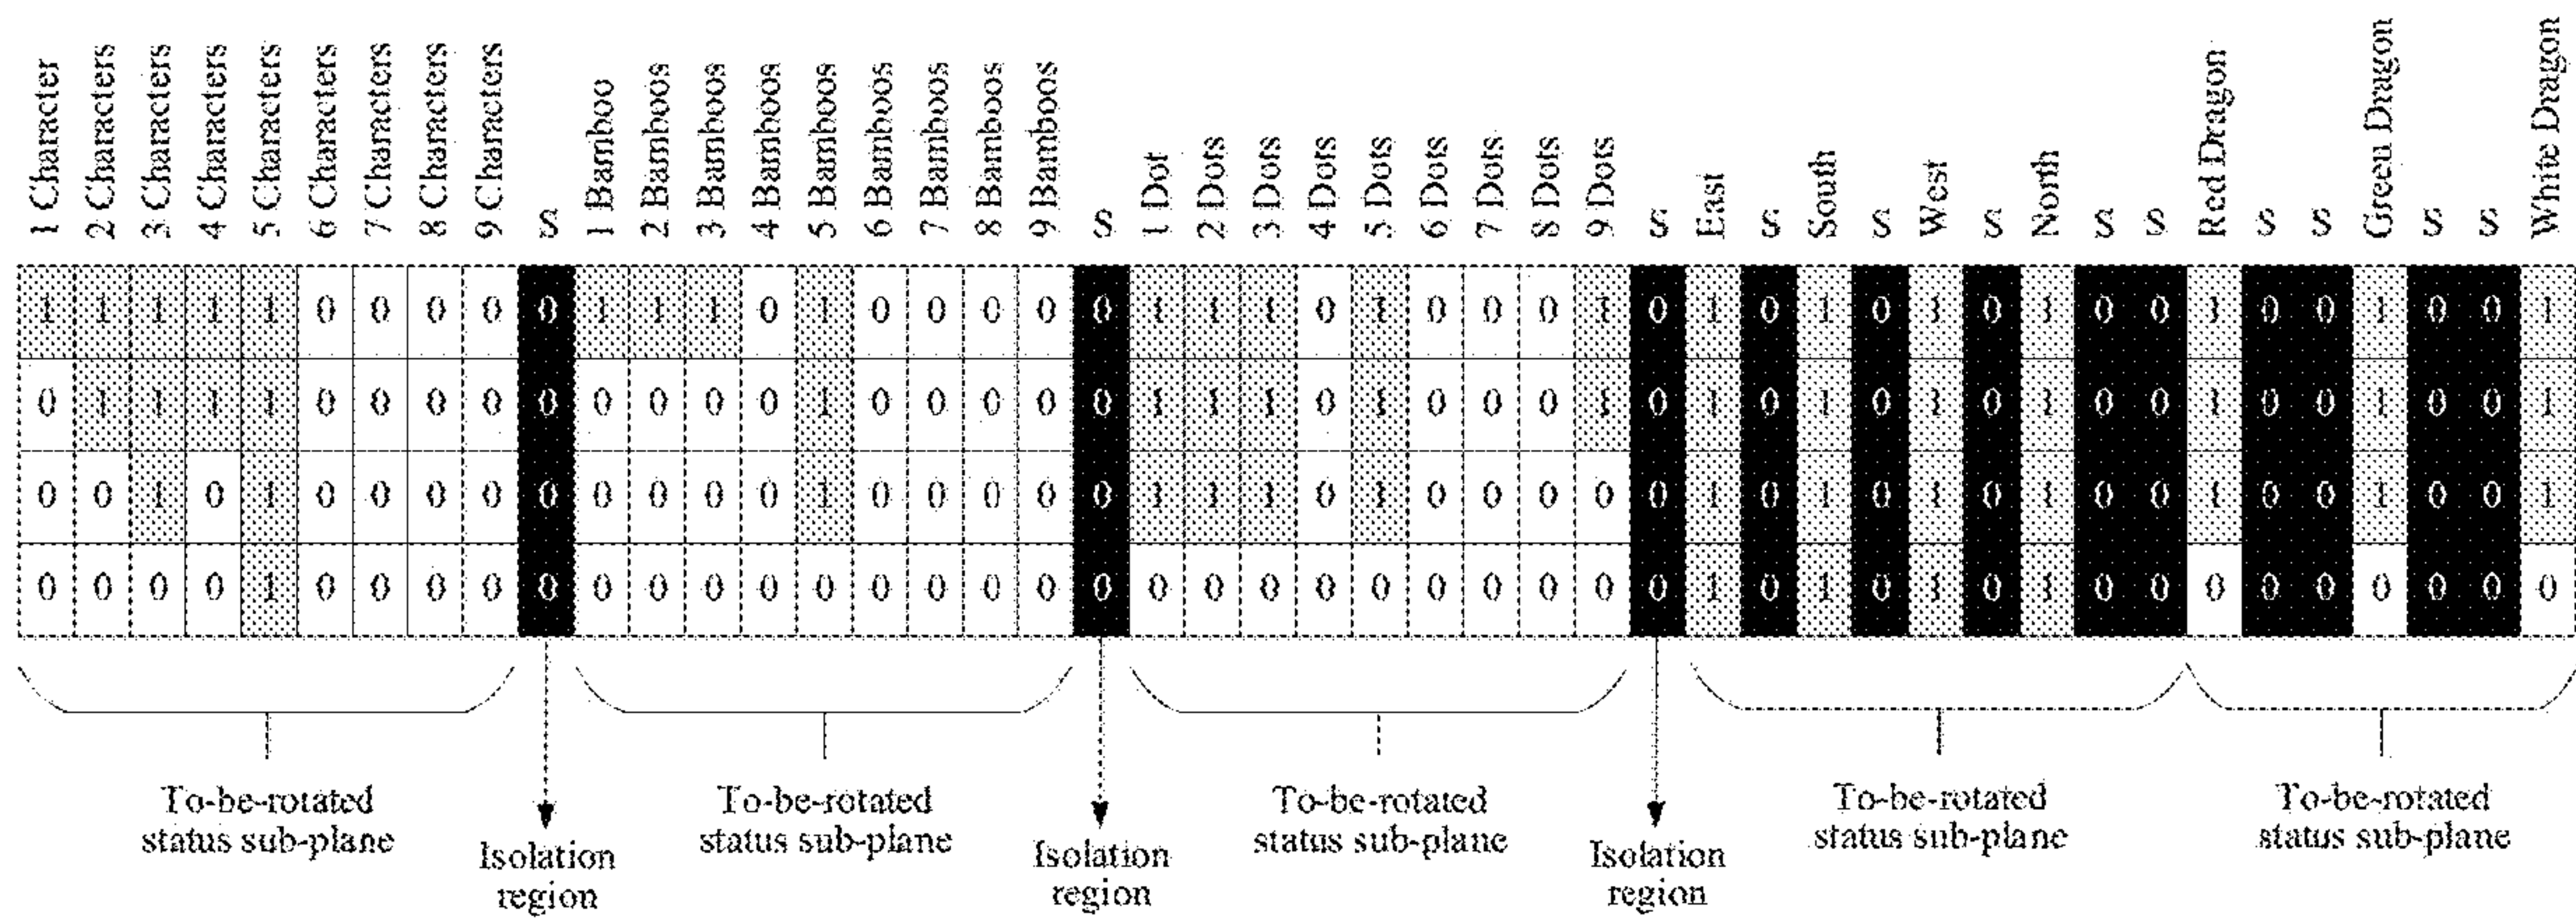 1 Character
2 Characters
3 Characters
4 Characters
5 Characters
6 Characters
7 Characters
8 Characters
9 Characters
S
1 Bamboo
2 Bamboos
3 Bamboos
4 Bamboos
5 Bamboos
6 Bamboos
7 Bamboos
8 Bamboos
9 Bamboos
S
1 Dot
2 Dots
3 Dots
4 Dots
5 Dots
6 Dots
7 Dots
8 Dots
9 Dots
S
East
S
South
S
West
S
North
S
S
Red Dragon
S
S
Green Dragon
S
S
White Dragon
1 1 1 1 1 0 0 0 0 0 1 1 1 0 1 0 0 0 0 0 1 1 1 0 1 0 0 0 1 0 1 0 1 0 1 0 1 0 0 1 0 0 1 0 0 1
0 1 1 1 1 0 0 0 0 0 0 0 0 0 1 0 0 0 0 0 1 1 1 0 1 0 0 0 1 0 1 0 1 0 1 0 1 0 0 1 0 0 1 0 0 1
0 0 1 0 1 0 0 0 0 0 0 0 0 0 1 0 0 0 0 0 1 1 1 0 1 0 0 0 0 0 1 0 1 0 1 0 1 0 0 1 0 0 1 0 0 1
0 0 0 0 1 0 0 0 0 0 0 0 0 0 0 0 0 0 0 0 0 0 0 0 0 0 0 0 0 0 1 0 1 0 1 0 1 0 0 0 0 0 0 0 0 0
To-be-rotated
status sub-plane
Isolation
region
To-be-rotated
status sub-plane
Isolation
region
To-be-rotated
status sub-plane
Isolation
region
To-be-rotated
status sub-plane
To-be-rotated
status sub-plane